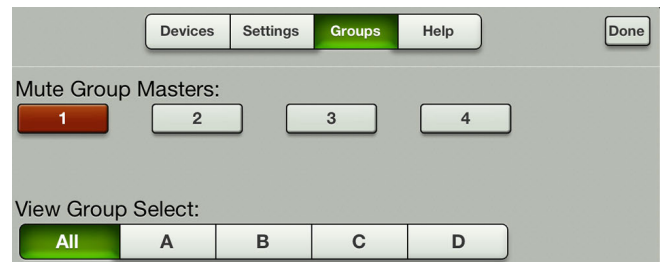 Devices Settings Groups Help Done
Mute Group Masters:
1 2 3 4
View Group Select:
All A B C D